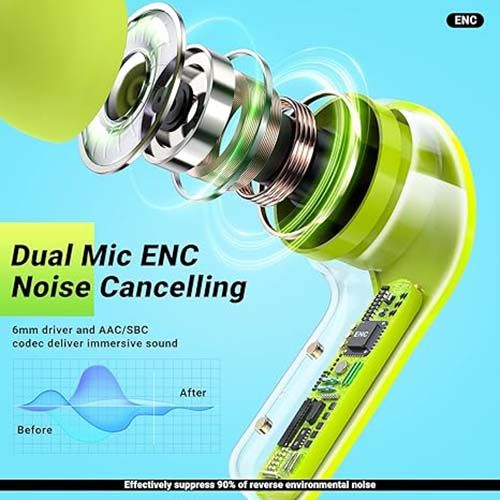 ENC
Dual Mic ENC
Noise Cancelling
6mm driver and AAC/SBC
codec deliver immersive sound
After
Before
ENC
Effectively suppress 90% of reverse environmental noise